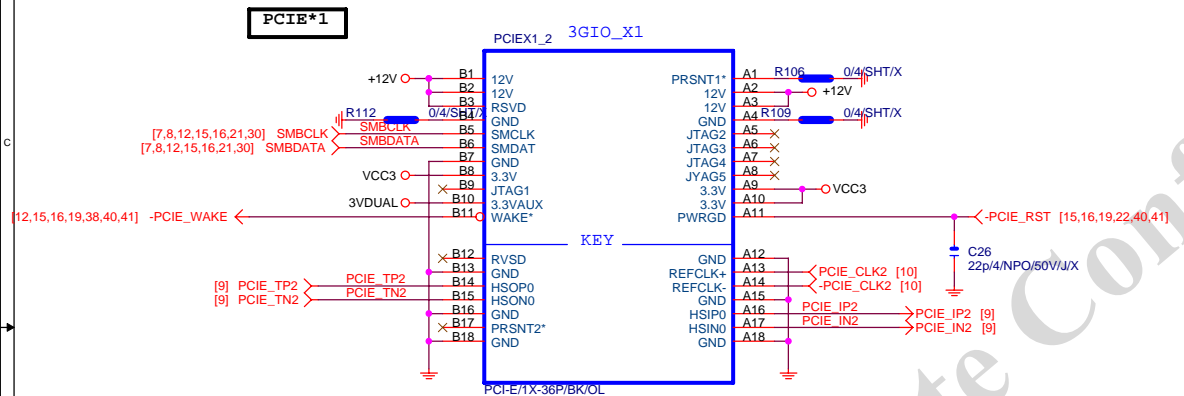 PCIE*1
PCIEX1_2 3GIO_X1
+12V B1 12V PRSNT1* A1 R106 0/4/SHT/X
B2 12V 12V A2 +12V
B3 RSVD 12V A3
R112 0/4/SHT/X B4 GND GND A4 R109 0/4/SHT/X
[7,8,12,15,16,21,30] SMBCLK SMBCLK B5 SMCLK JTAG2 A5
[7,8,12,15,16,21,30] SMBDATA SMBDATA B6 SMDAT JTAG3 A6
B7 GND JTAG4 A7
VCC3 B8 3.3V JYAG5 A8
B9 JTAG1 3.3V A9 VCC3
3VDUAL B10 3.3VAUX 3.3V A10
[12,15,16,19,38,40,41] -PCIE_WAKE B11 WAKE* PWRGD A11 -PCIE_RST [15,16,19,22,40,41]
KEY
B12 RVSD GND A12 C26
22p/4/NPO/50V/J/X
B13 GND REFCLK+ A13 PCIE_CLK2 [10]
[9] PCIE_TP2 PCIE_TP2 B14 HSOP0 REFCLK- A14 -PCIE_CLK2 [10]
[9] PCIE_TN2 PCIE_TN2 B15 HSON0 GND A15
B16 GND HSIP0 A16 PCIE_IP2 PCIE_IP2 [9]
B17 PRSNT2* HSIN0 A17 PCIE_IN2 PCIE_IN2 [9]
B18 GND GND A18
PCI-E/1X-36P/BK/OL
C
te Conf